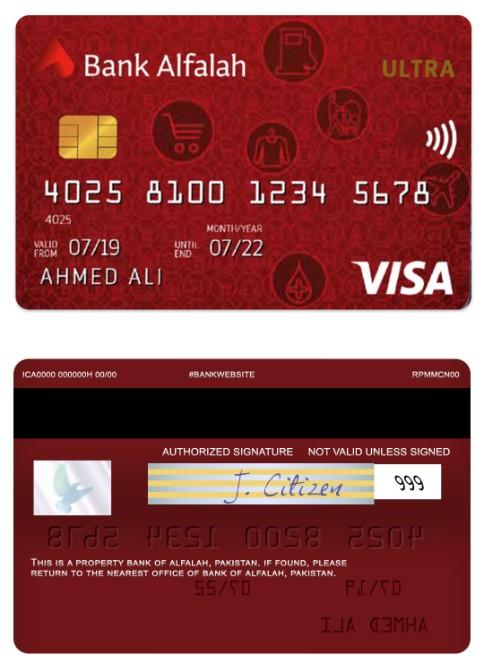 Bank Alfalah
ULTRA
4025 8100 1234 5678
4025
MONTH/YEAR
VALID FROM 07/19 UNTIL END 07/22
AHMED ALI
VISA
ICA0000 000000H 00/00 #BANKWEBSITE RPMMCN00
AUTHORIZED SIGNATURE NOT VALID UNLESS SIGNED
J. Citizen 999
THIS IS A PROPERTY BANK OF ALFALAH, PAKISTAN. IF FOUND, PLEASE
RETURN TO THE NEAREST OFFICE OF BANK OF ALFALAH, PAKISTAN.
AHMED ALI